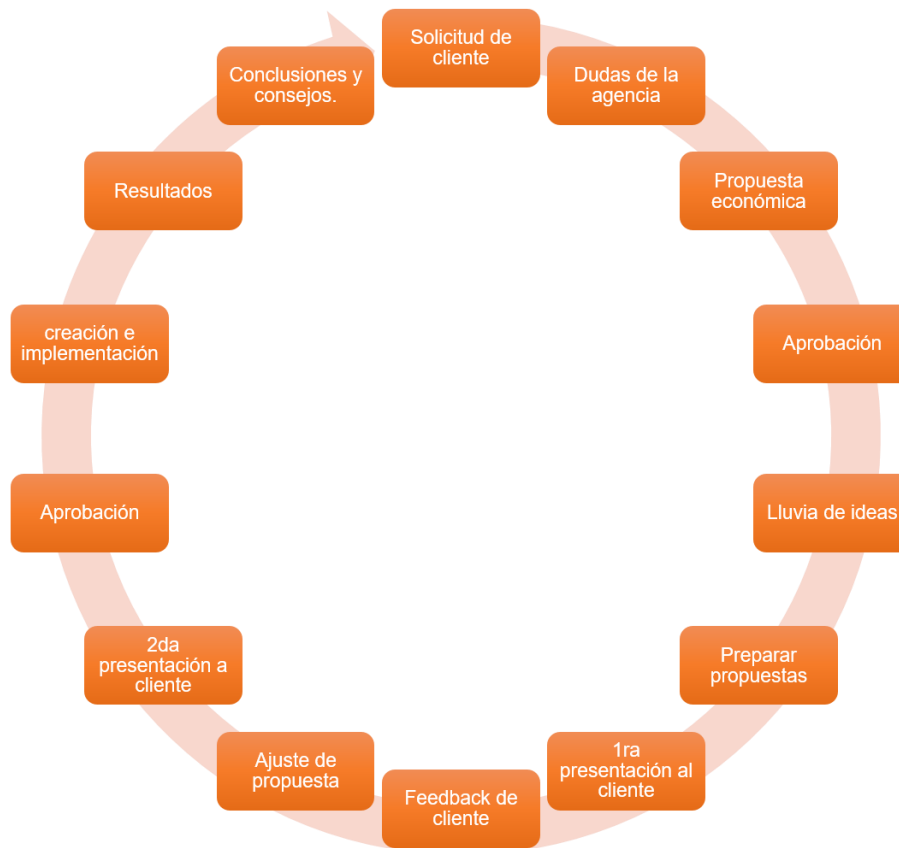 Solicitud de
cliente
Dudas de la
agencia
Propuesta
económica
Aprobación
Lluvia de ideas
Preparar
propuestas
1ra
presentación al
cliente
Feedback de
cliente
Ajuste de
propuesta
2da
presentación a
cliente
Aprobación
creación e
implementación
Resultados
Conclusiones y
consejos.